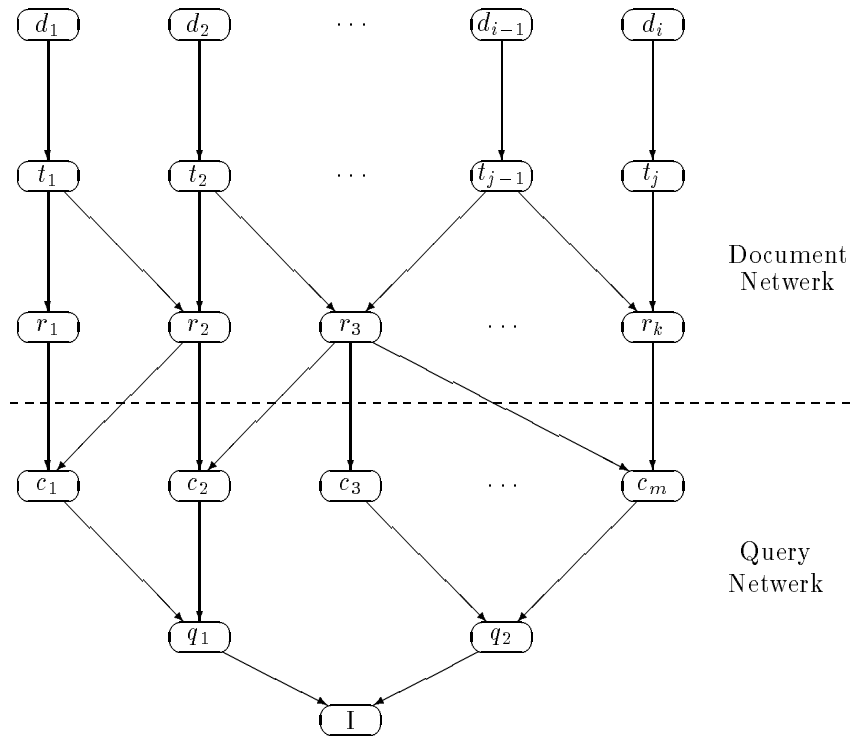 d₁ d₂ ··· dᵢ₋₁ dᵢ
t₁ t₂ ··· tⱼ₋₁ tⱼ
Document
Netwerk
r₁ r₂ r₃ ··· rₖ
c₁ c₂ c₃ ··· cₘ
Query
Netwerk
q₁ q₂
I